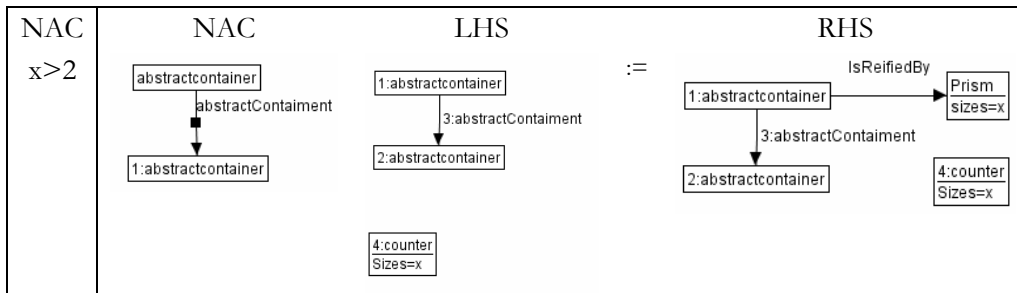 NAC
x>2
NAC
LHS
RHS
abstractcontainer
abstractContaiment
1:abstractcontainer
1:abstractcontainer
3:abstractContaiment
2:abstractcontainer
4:counter
Sizes=x
:=
IsReifiedBy
1:abstractcontainer
Prism
sizes=x
3:abstractContaiment
2:abstractcontainer
4:counter
Sizes=x